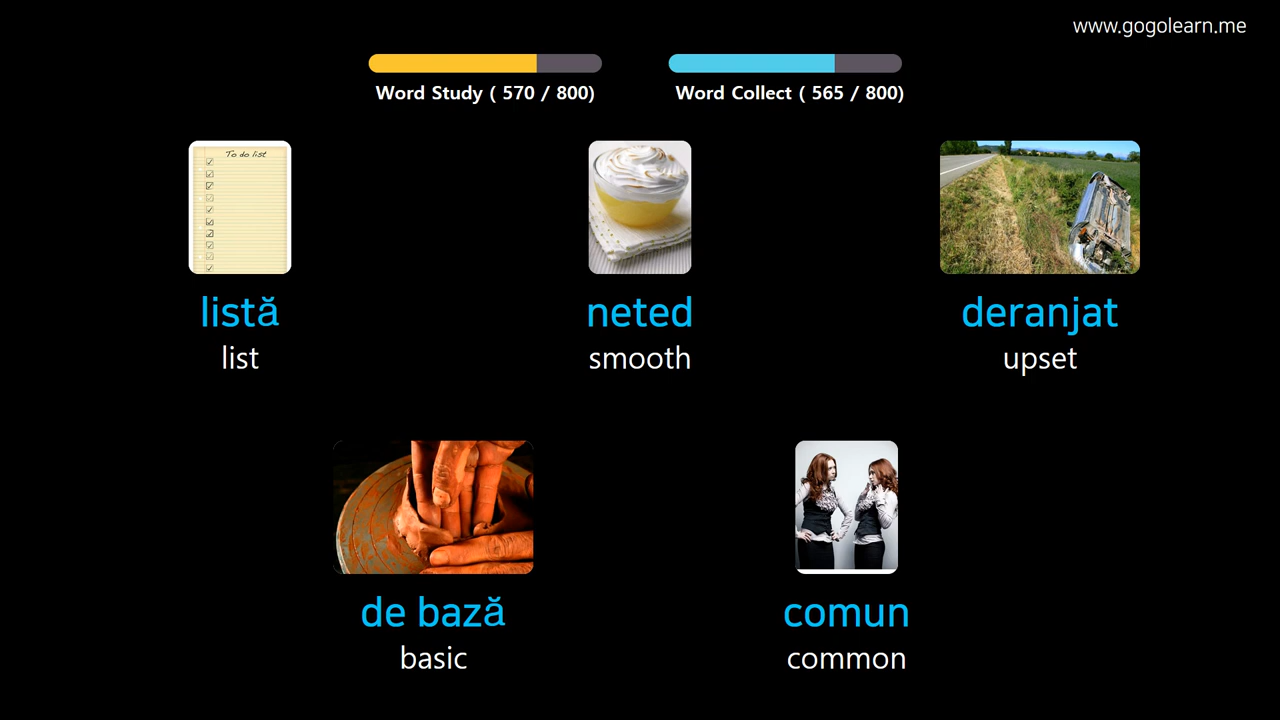 www.gogolearn.me
Word Study ( 570 / 800)
Word Collect ( 565 / 800)
To do list
listă
list
neted
smooth
deranjat
upset
de bază
basic
comun
common